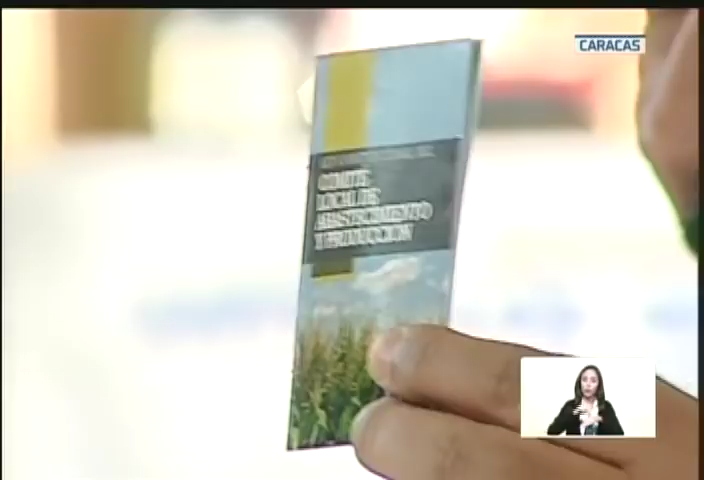 CARACAS
COMITÉ
LOCAL DE
ABASTECIMIENTO
Y PRODUCCIÓN